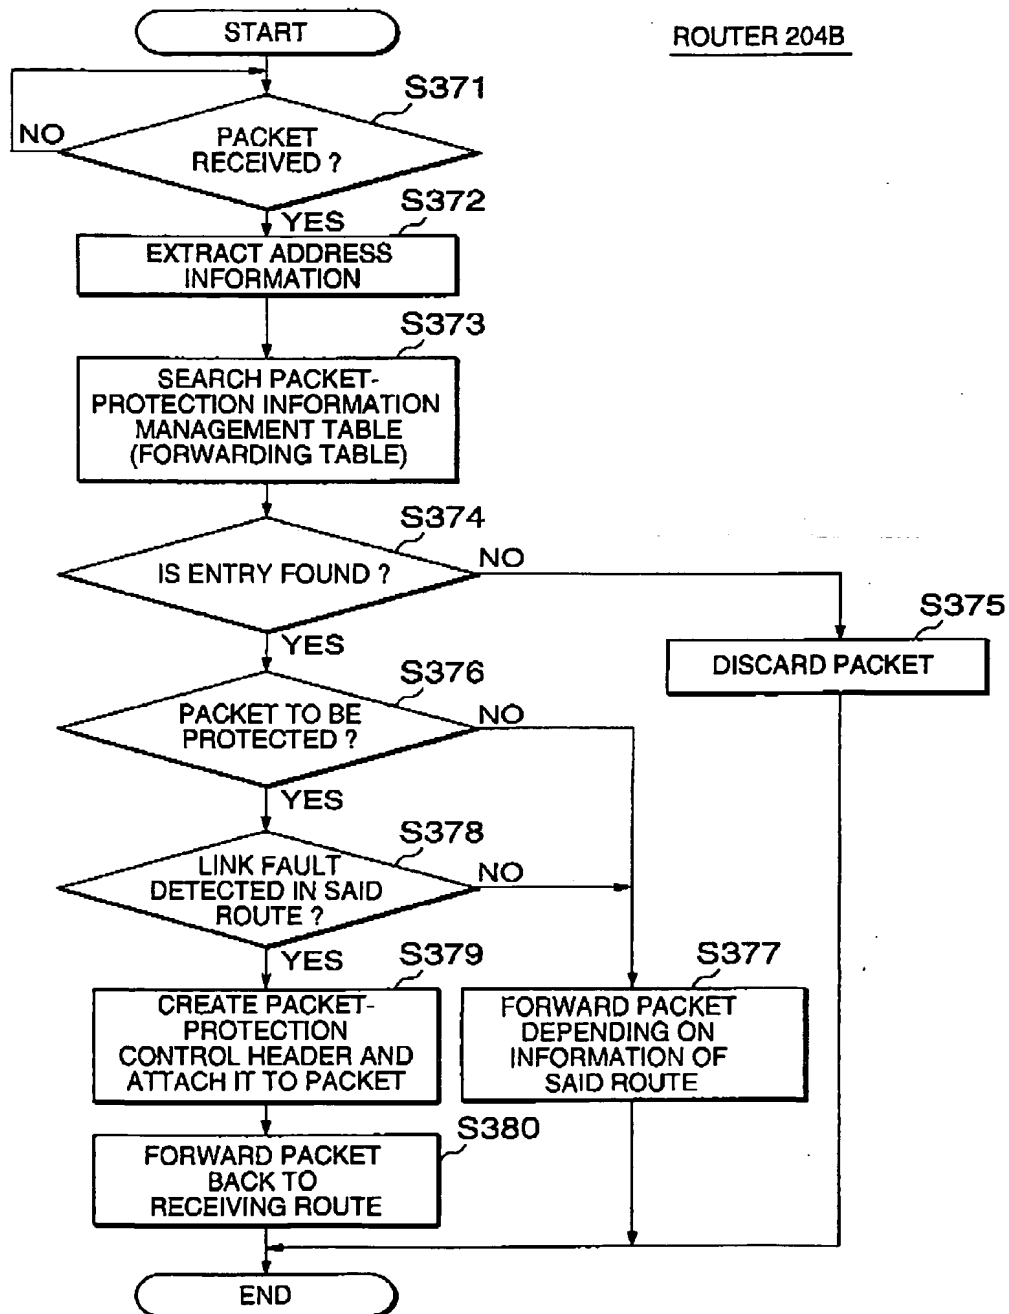 START
ROUTER 204B
S371
NO
PACKET
RECEIVED ?
YES
S372
EXTRACT ADDRESS
INFORMATION
S373
SEARCH PACKET-
PROTECTION INFORMATION
MANAGEMENT TABLE
(FORWARDING TABLE)
S374
IS ENTRY FOUND ?
NO
YES
S375
DISCARD PACKET
S376
PACKET TO BE
PROTECTED ?
NO
YES
S378
LINK FAULT
DETECTED IN SAID
ROUTE ?
NO
YES
S379
CREATE PACKET-
PROTECTION
CONTROL HEADER AND
ATTACH IT TO PACKET
S377
FORWARD PACKET
DEPENDING ON
INFORMATION OF
SAID ROUTE
S380
FORWARD PACKET
BACK TO
RECEIVING ROUTE
END